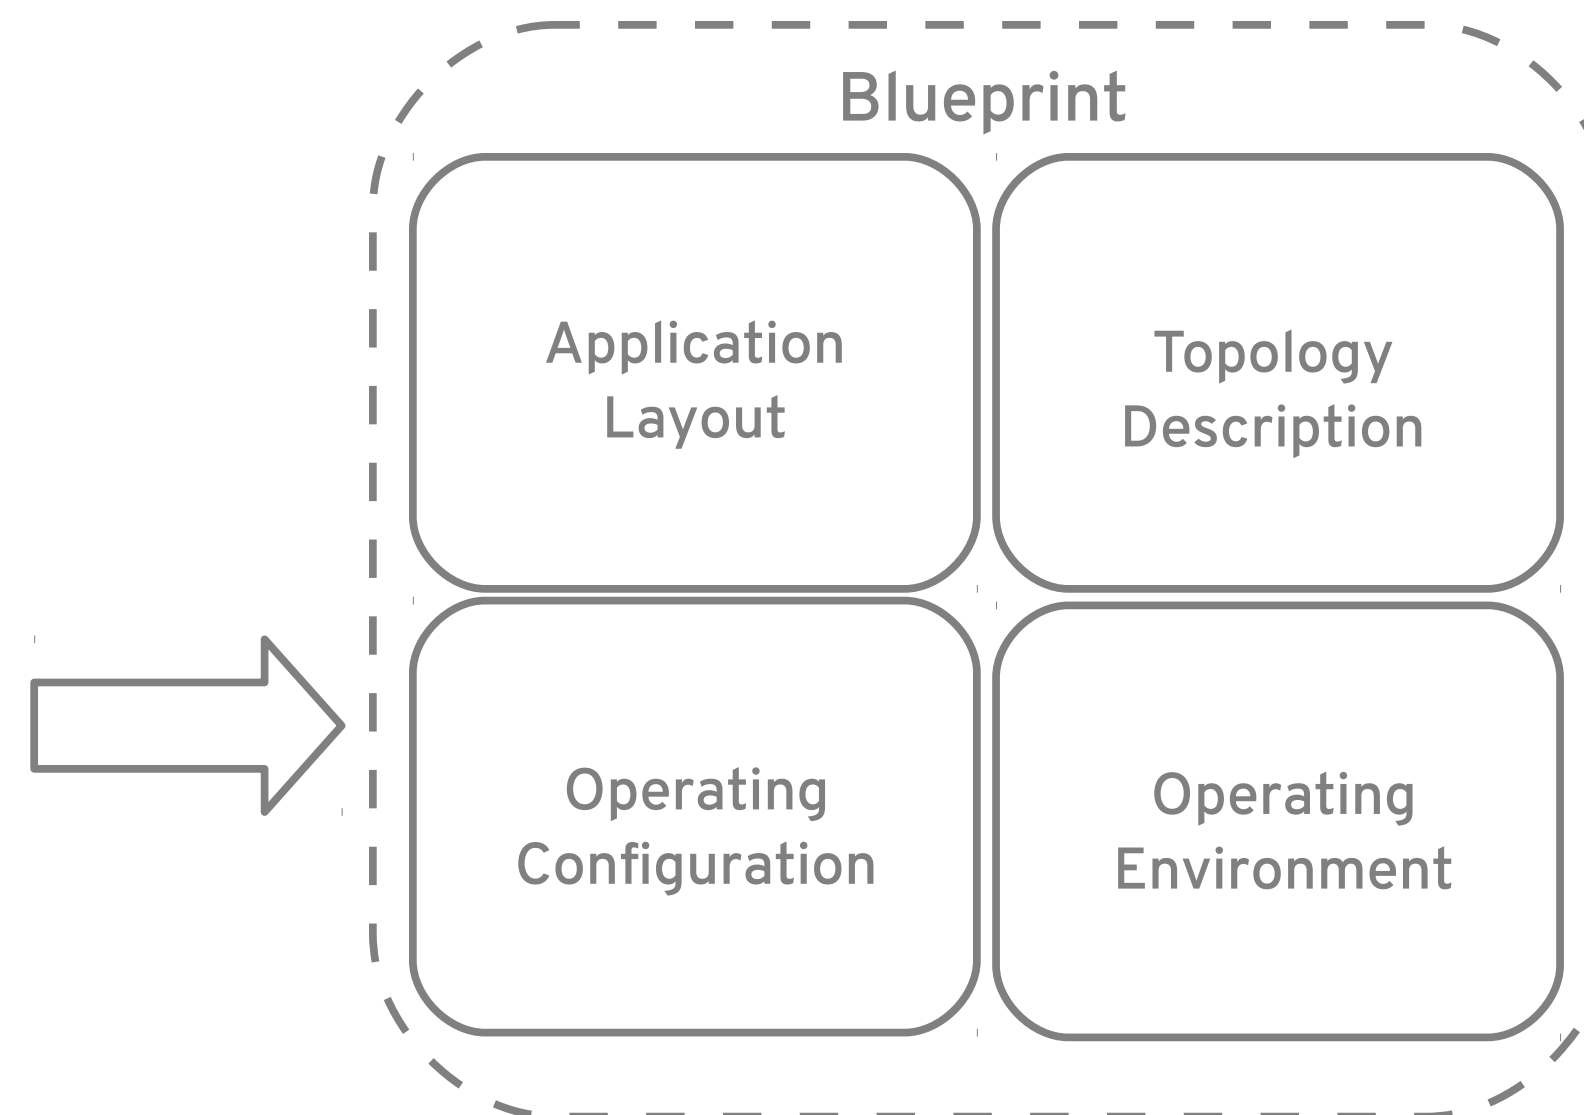 Blueprint
Application
Layout
Topology
Description
Operating
Configuration
Operating
Environment